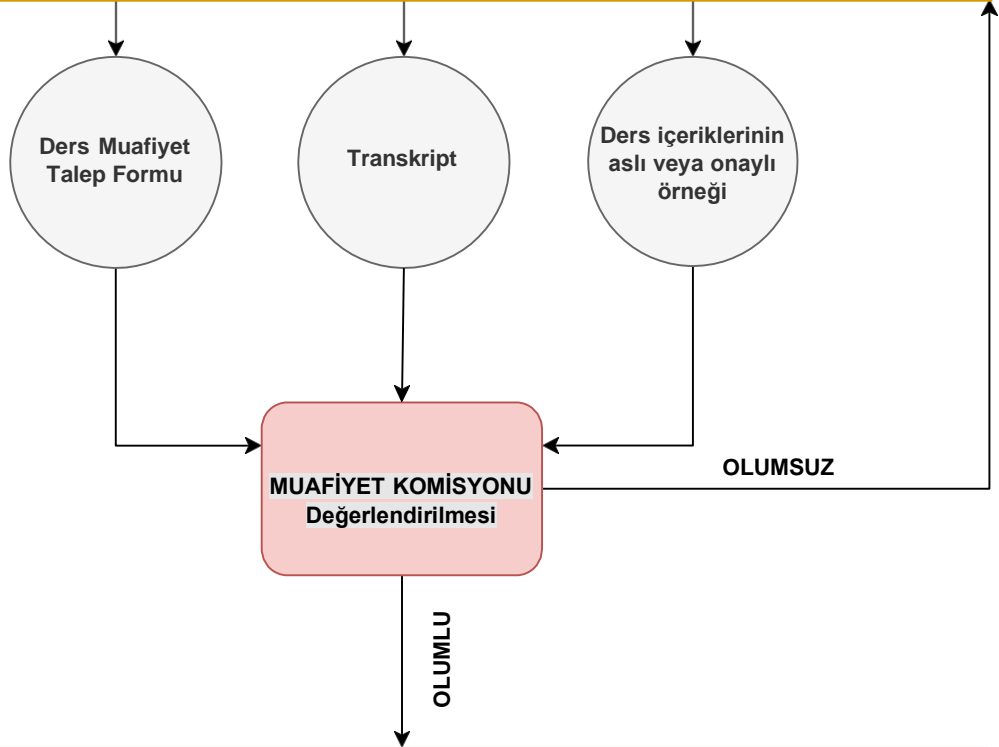 Ders Muafiyet
Talep Formu
Transkript
Ders içeriklerinin
aslı veya onaylı
örneği
MUAFİYET KOMİSYONU
Değerlendirilmesi
OLUMSUZ
OLUMLU